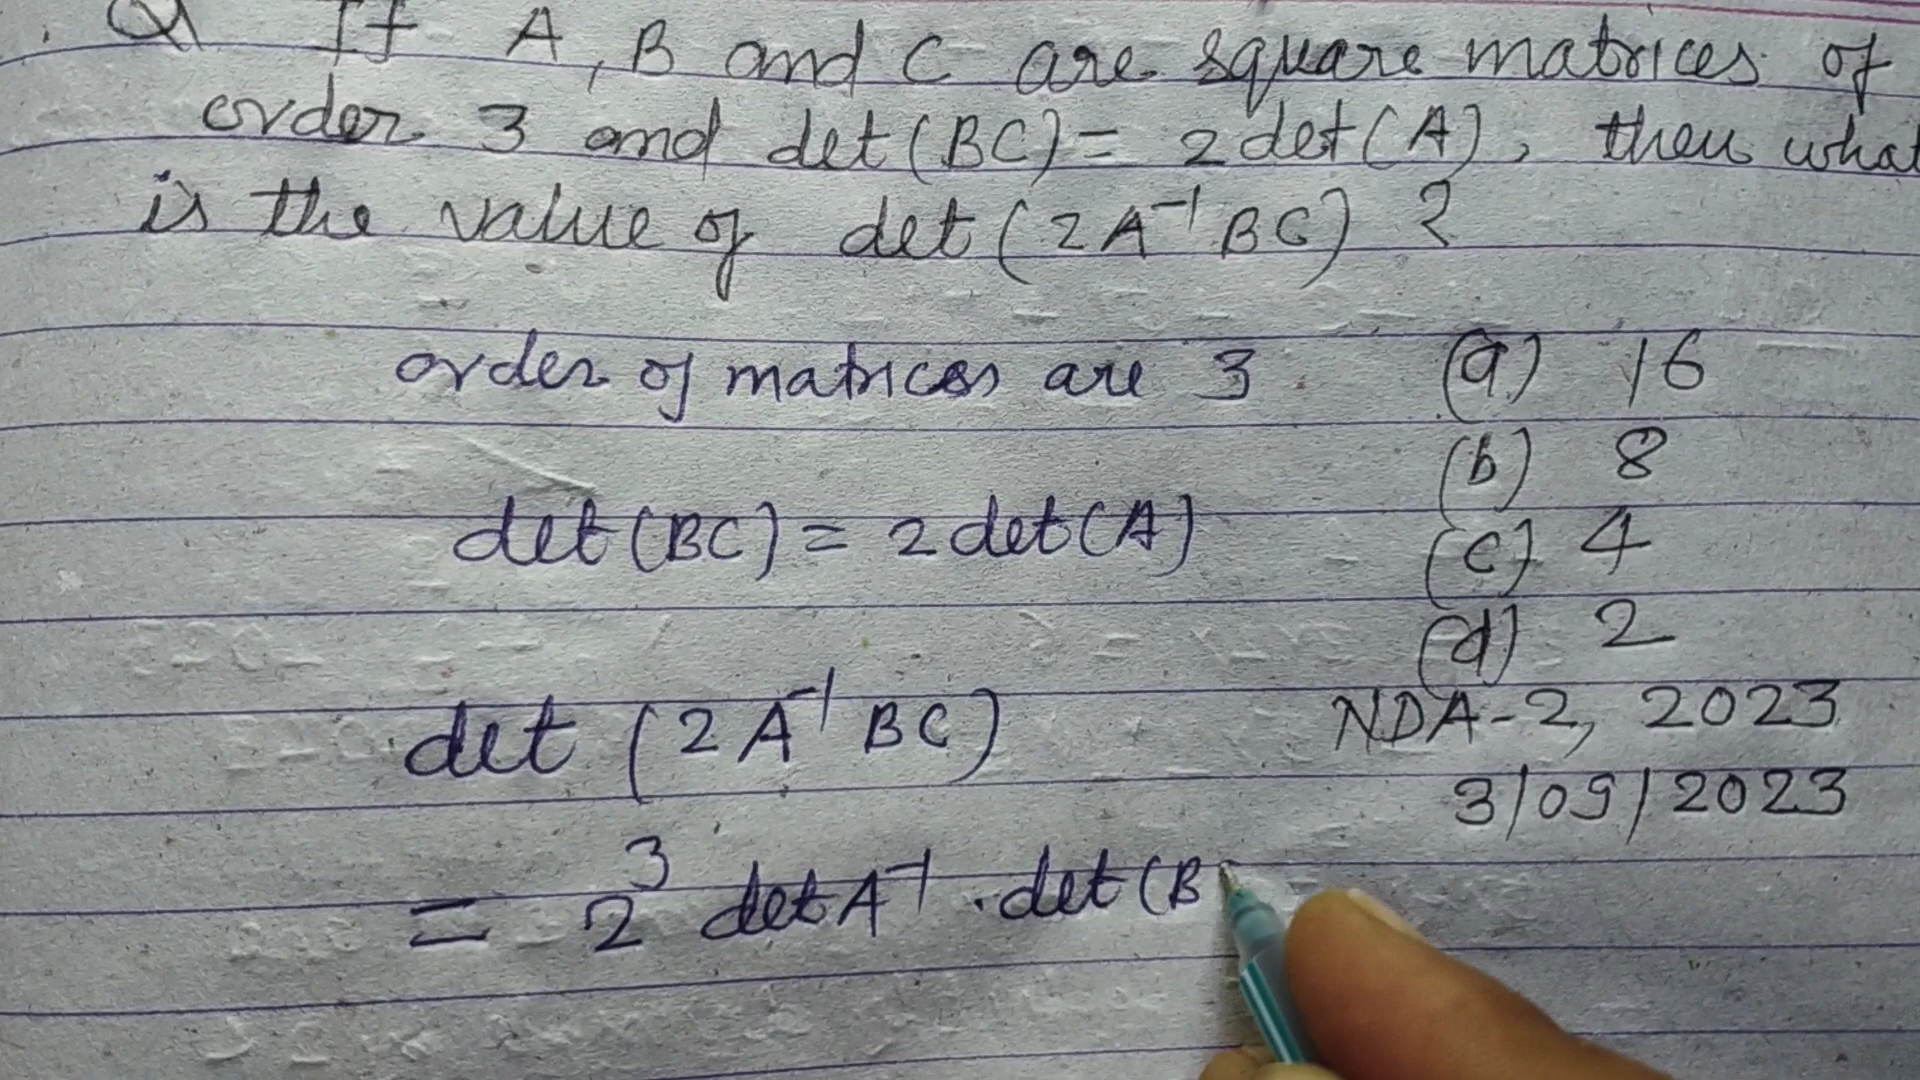 Q If A, B and C are square matrices of
order 3 and det(BC) = 2 det(A), then what
is the value of det(2A⁻¹BC) ?
order of matrices are 3
(a) 16
(b) 8
det(BC) = 2 det(A)
(c) 4
(d) 2
det (2A⁻¹BC)
NDA-2, 2023
3/09/2023
= 2³ det A⁻¹ . det (B